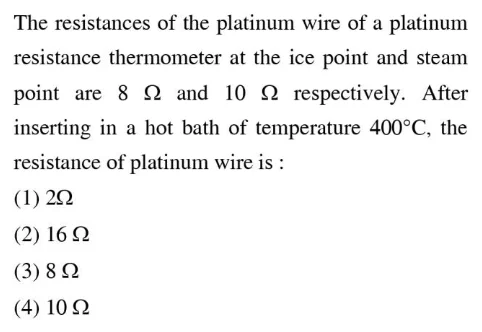 The resistances of the platinum wire of a platinum
resistance thermometer at the ice point and steam
point are 8 Ω and 10 Ω respectively. After
inserting in a hot bath of temperature 400°C, the
resistance of platinum wire is :
(1) 2Ω
(2) 16 Ω
(3) 8 Ω
(4) 10 Ω